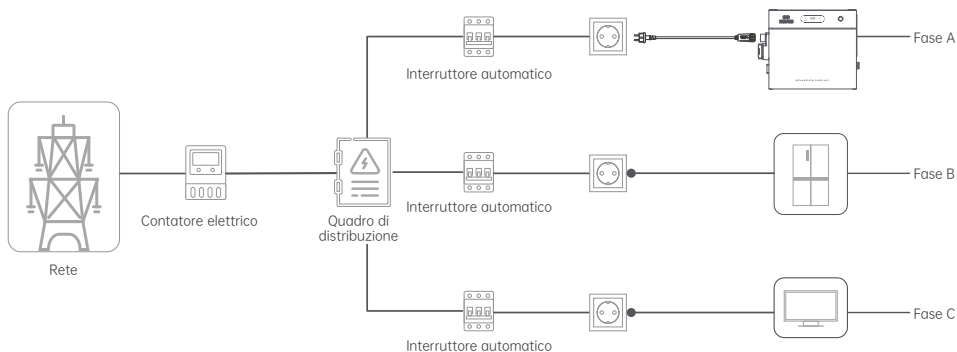 Interruttore automatico
Fase A
Rete
Contatore elettrico
Quadro di
distribuzione
Interruttore automatico
Fase B
Interruttore automatico
Fase C